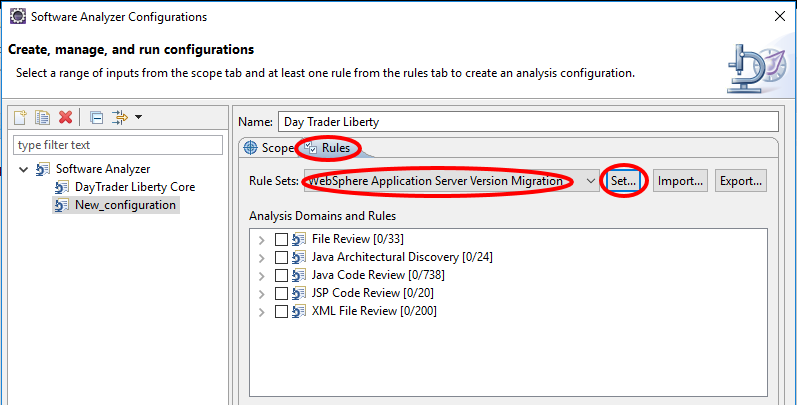 Software Analyzer Configurations
Create, manage, and run configurations
Select a range of inputs from the scope tab and at least one rule from the rules tab to create an analysis configuration.
Name: Day Trader Liberty
type filter text
Scope Rules
Software Analyzer
DayTrader Liberty Core
New_configuration
Rule Sets: WebSphere Application Server Version Migration Set... Import... Export...
Analysis Domains and Rules
File Review [0/33]
Java Architectural Discovery [0/24]
Java Code Review [0/738]
JSP Code Review [0/20]
XML File Review [0/200]